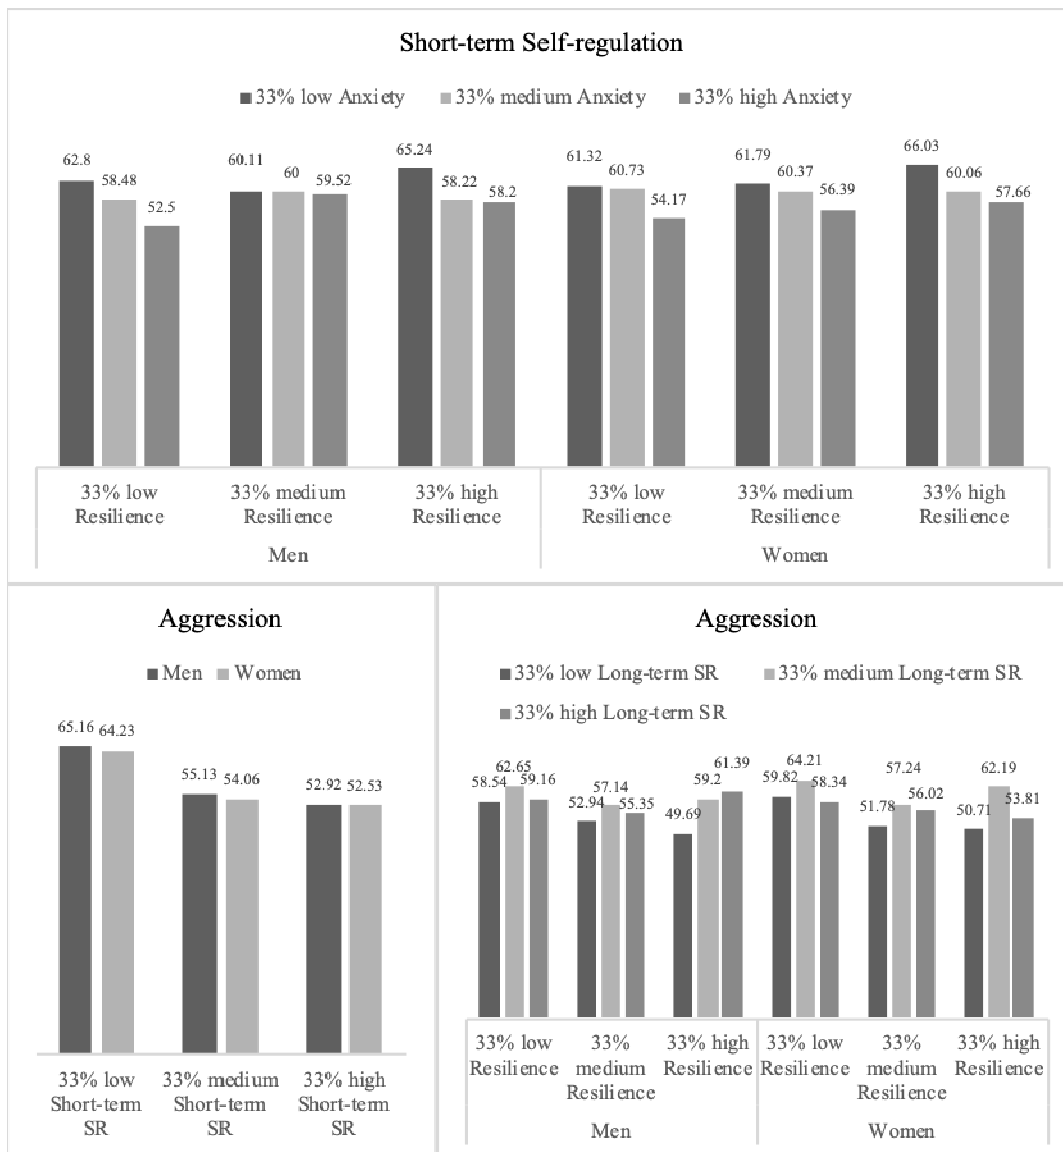 Short-term Self-regulation
33% low Anxiety 33% medium Anxiety 33% high Anxiety
62.8 58.48 52.5 60.11 60 59.52 65.24 58.22 58.2 61.32 60.73 54.17 61.79 60.37 56.39 66.03 60.06 57.66
33% low 33% medium 33% high 33% low 33% medium 33% high
Resilience Resilience Resilience Resilience Resilience Resilience
Men Women
Aggression
Men Women
65.16 64.23 55.13 54.06 52.92 52.53
33% low 33% medium 33% high
Short-term Short-term Short-term
SR SR SR
Aggression
33% low Long-term SR 33% medium Long-term SR
33% high Long-term SR
58.54 62.65 59.16 52.94 57.14 55.35 49.69 59.2 61.39 59.82 64.21 58.34 51.78 57.24 56.02 50.71 62.19 53.81
33% low 33% 33% high 33% low 33% 33% high
Resilience medium Resilience Resilience medium Resilience
Resilience Resilience
Men Women